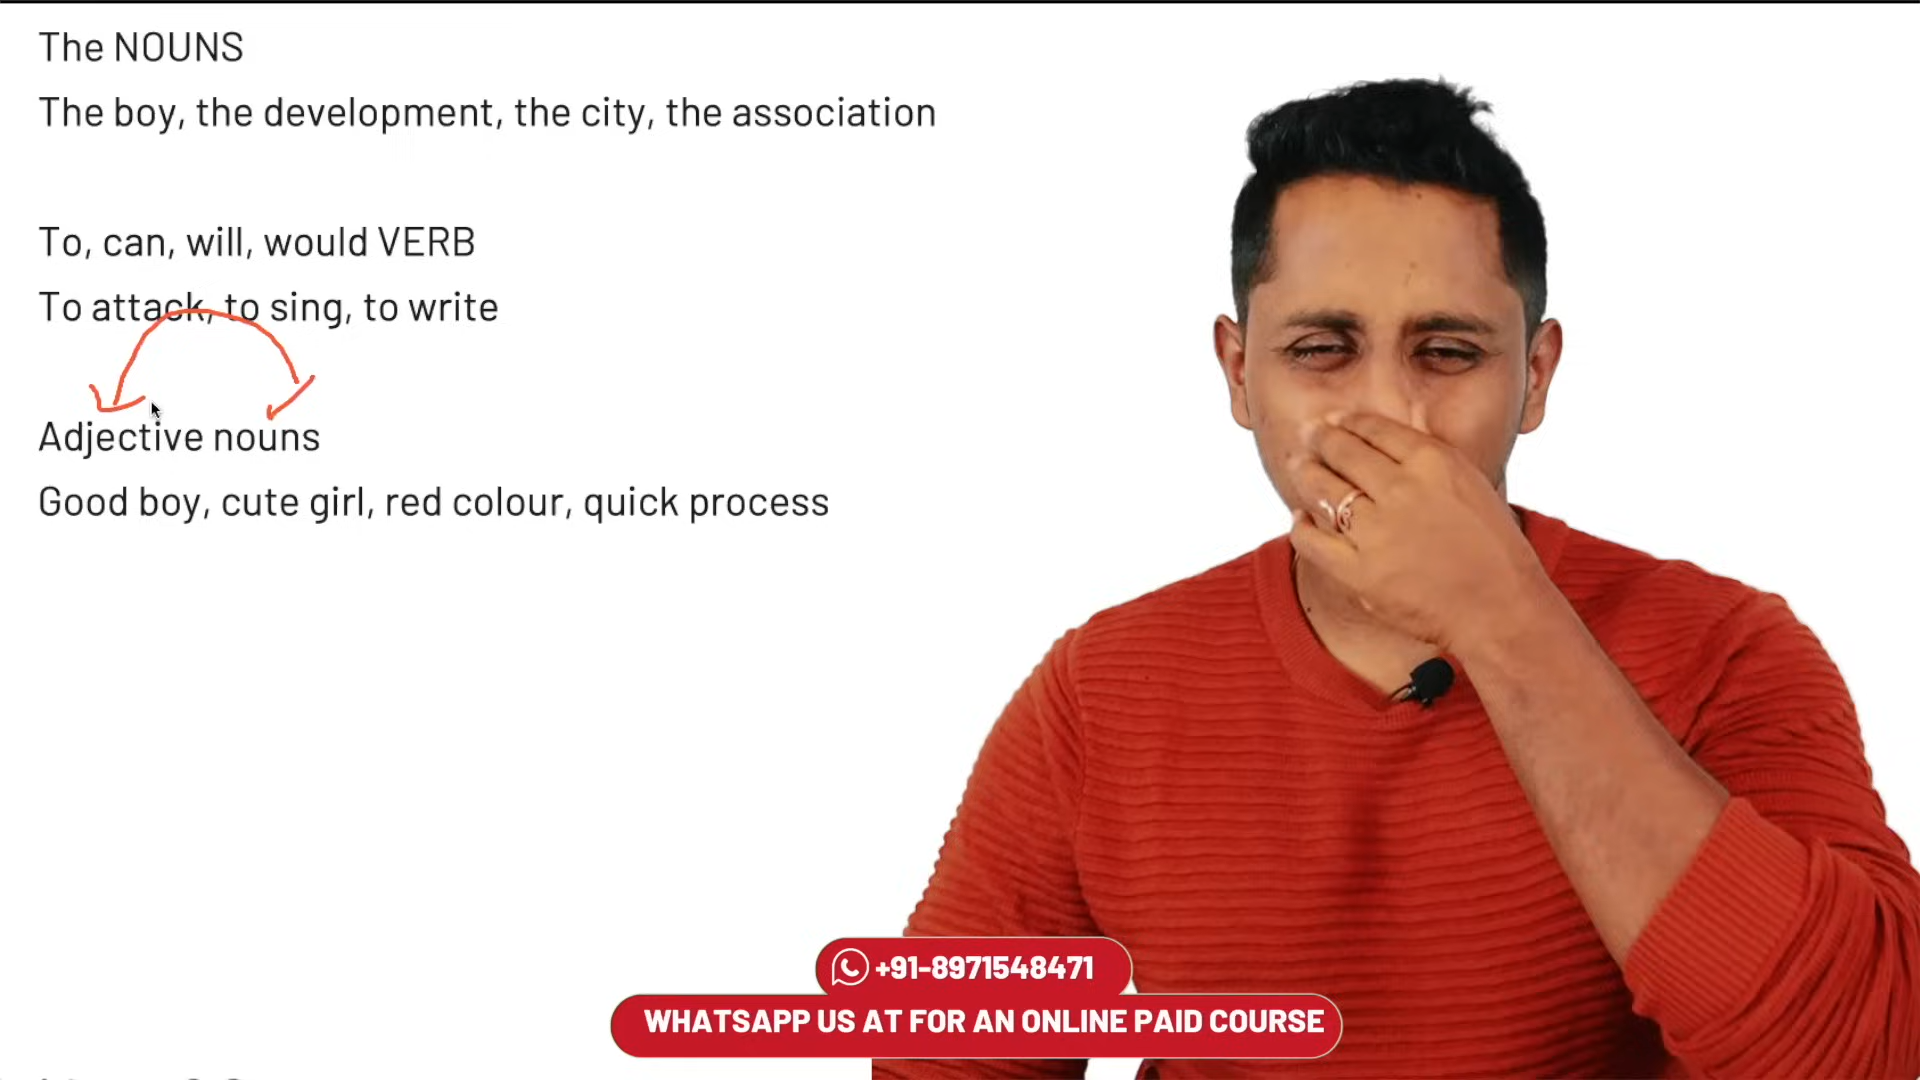 The NOUNS
The boy, the development, the city, the association
To, can, will, would VERB
To attack, to sing, to write
Adjective nouns
Good boy, cute girl, red colour, quick process
+91-8971548471
WHATSAPP US AT FOR AN ONLINE PAID COURSE